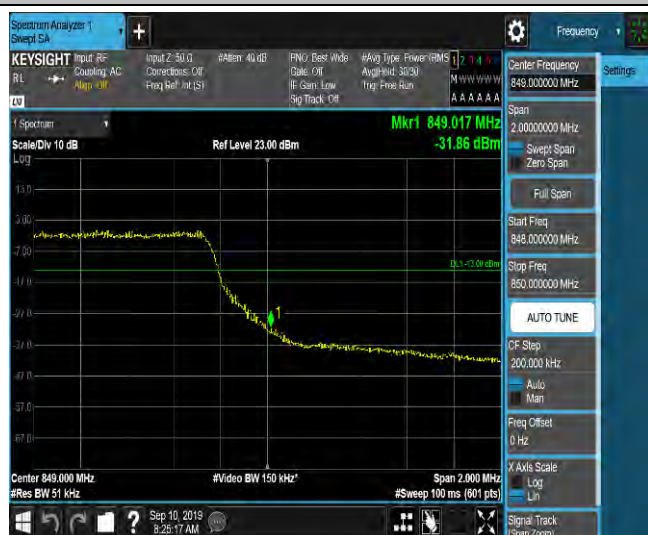 Spectrum Analyzer 1
Swept SA
+
Frequency
KEYSIGHT
Input: RF
Coupling: AC
Align: Off
Input Z: 50 Ω
Corrections: Off
Freq Ref: Int (S)
#Atten: 40 dB
PNO: Best Wide
Gate: Off
IF Gain: Low
Sig Track: Off
#Avg Type: Power (RMS
Avg|Hold: 30/30
Trig: Free Run
M W W W W W
A A A A A A
RL
LV
1 Spectrum
Scale/Div 10 dB
Log
Ref Level 23.00 dBm
Mkr1 849.017 MHz
-31.86 dBm
13.0
3.00
-7.00
-17.0
-27.0
-37.0
-47.0
-57.0
-67.0
DL1 -13.00 dBm
1
Center 849.000 MHz
#Res BW 51 kHz
#Video BW 150 kHz*
Span 2.000 MHz
#Sweep 100 ms (601 pts)
Sep 10, 2019
8:25:17 AM
?
Center Frequency
849.000000 MHz
Settings
Span
2.00000000 MHz
Swept Span
Zero Span
Full Span
Start Freq
848.000000 MHz
Stop Freq
850.000000 MHz
AUTO TUNE
CF Step
200.000 kHz
Auto
Man
Freq Offset
0 Hz
X Axis Scale
Log
Lin
Signal Track
(Span Zoom)